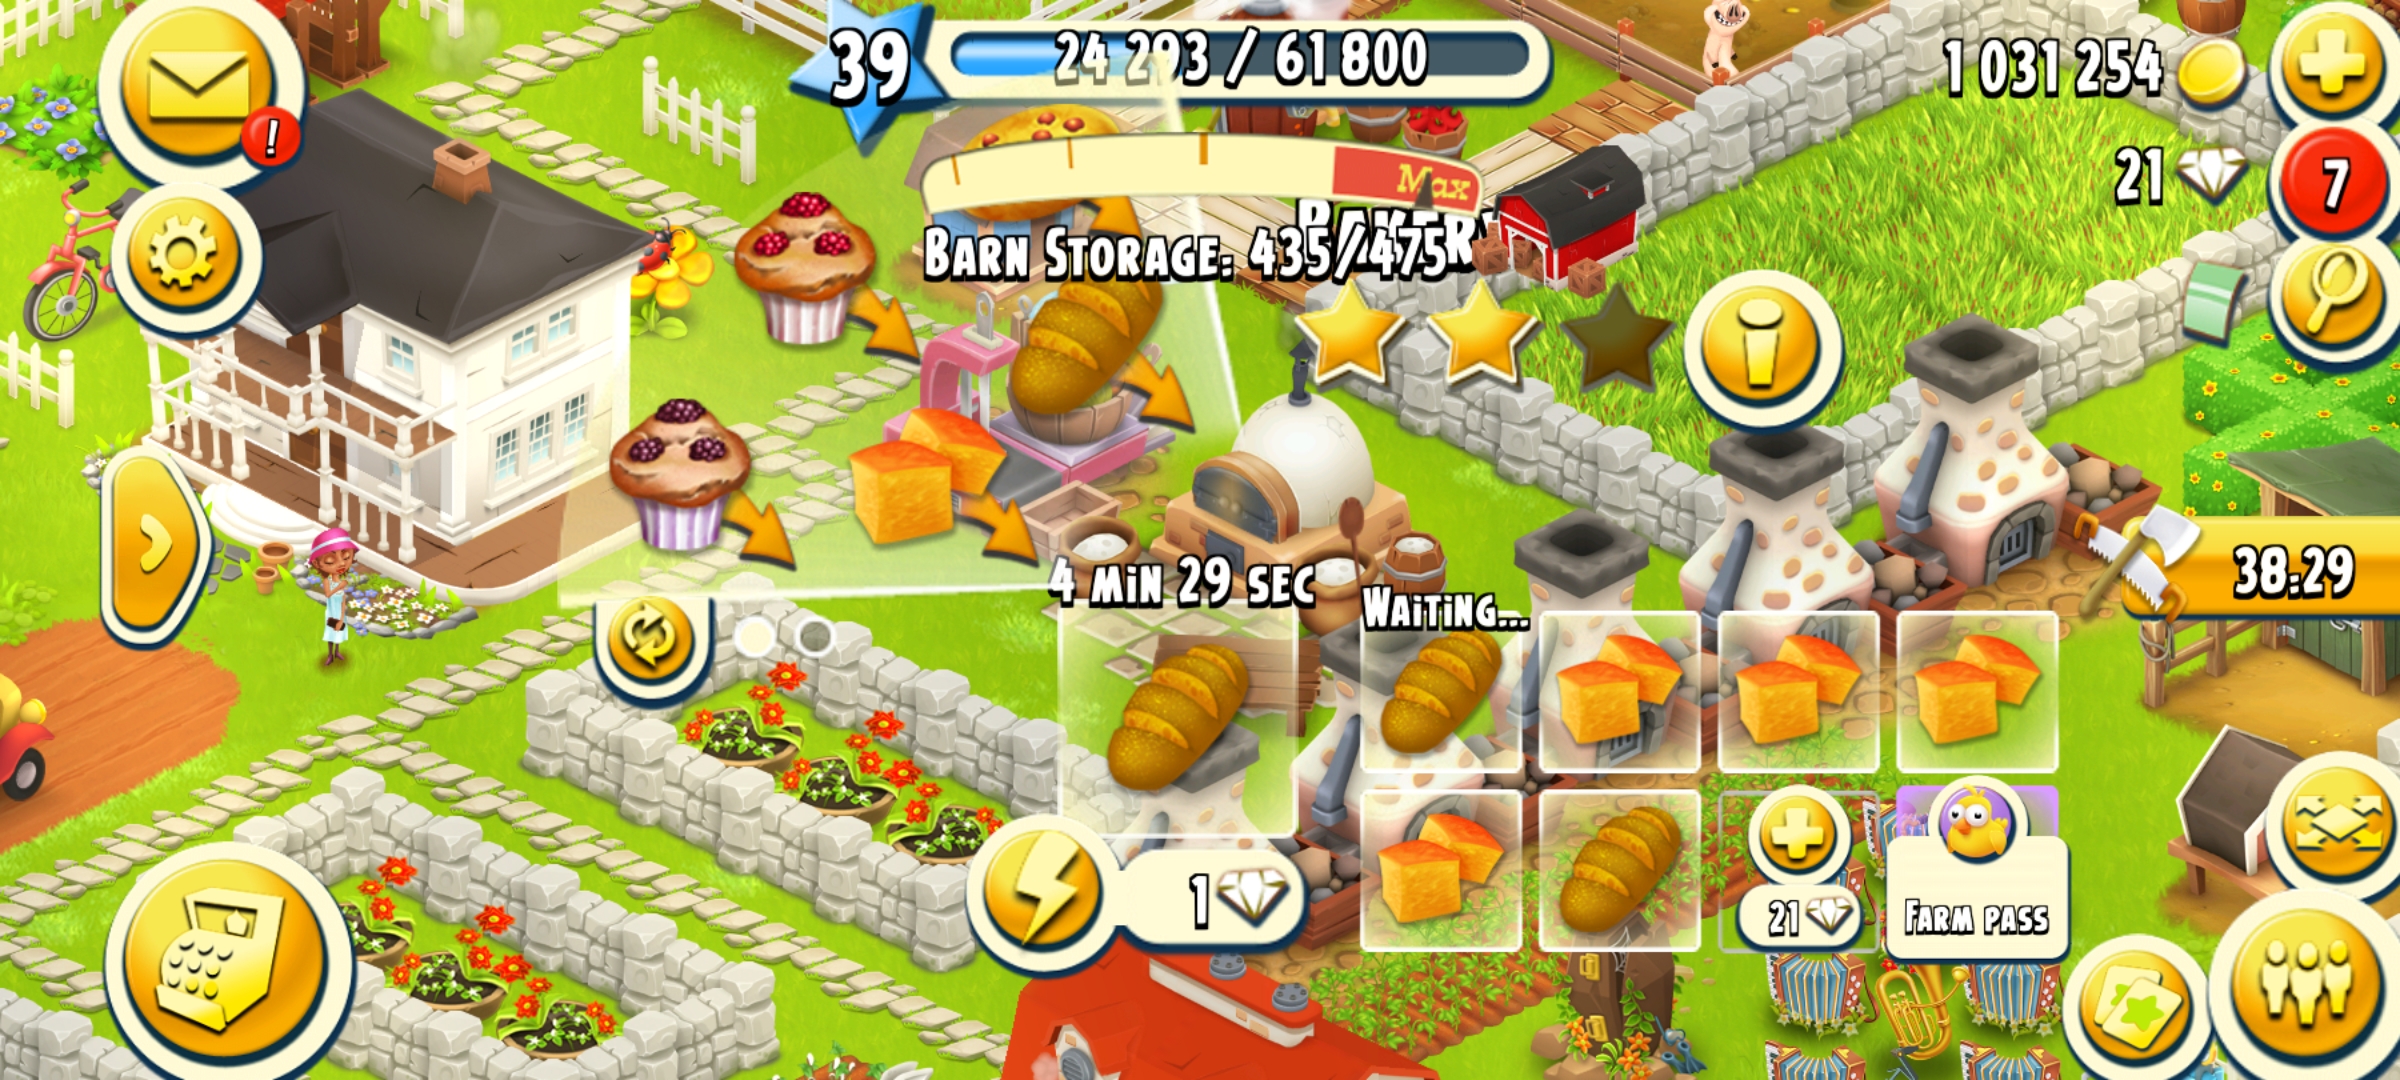 !
39
24 293 / 61 800
1 031 254
21
7
Max
BAKERY
BARN STORAGE: 435/475
38:29
4 MIN 29 SEC
WAITING...
1
21
FARM PASS